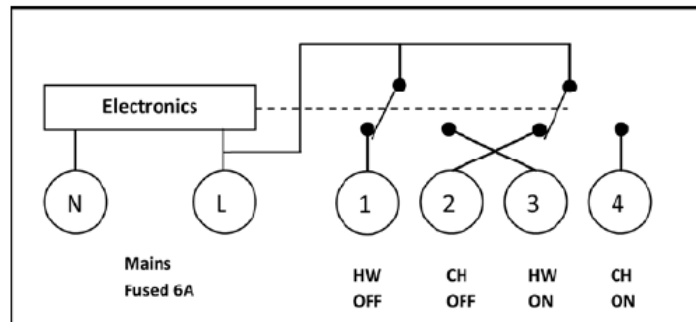 Electronics
N
L
1
2
3
4
Mains
Fused 6A
HW
OFF
CH
OFF
HW
ON
CH
ON